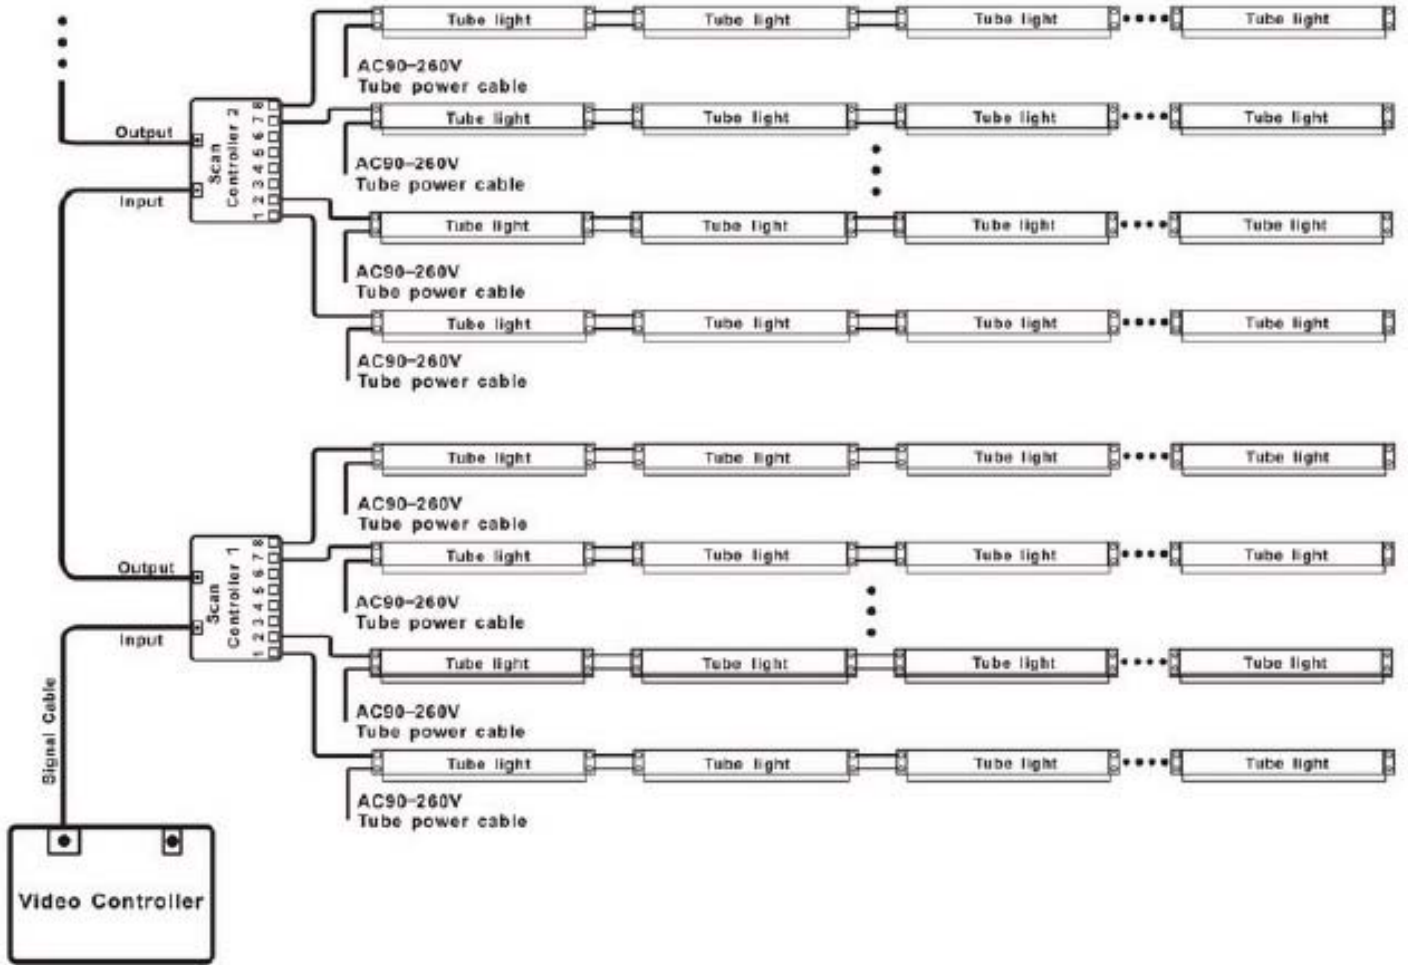 Tube light Tube light Tube light Tube light
AC90-260V
Tube power cable
Output
Scan
Controller 2
8
7
6
5
4
3
2
1
Input
Tube light Tube light Tube light Tube light
AC90-260V
Tube power cable
Tube light Tube light Tube light Tube light
AC90-260V
Tube power cable
Tube light Tube light Tube light Tube light
AC90-260V
Tube power cable
Tube light Tube light Tube light Tube light
AC90-260V
Tube power cable
Output
Scan
Controller 1
8
7
6
5
4
3
2
1
Input
Tube light Tube light Tube light Tube light
AC90-260V
Tube power cable
Tube light Tube light Tube light Tube light
AC90-260V
Tube power cable
Signal Cable
Tube light Tube light Tube light Tube light
AC90-260V
Tube power cable
Video Controller